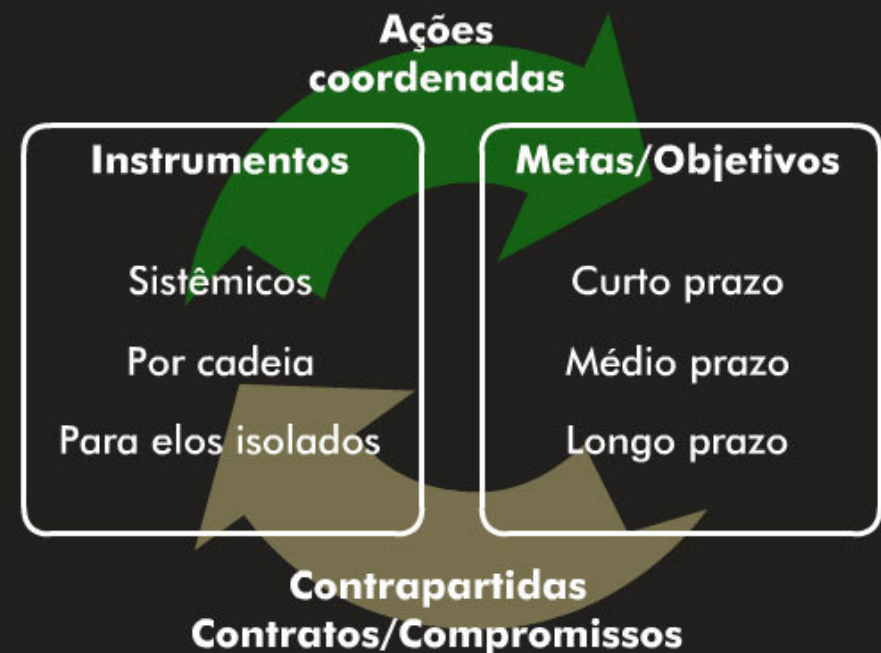 Ações
coordenadas
Instrumentos
Sistêmicos
Por cadeia
Para elos isolados
Metas/Objetivos
Curto prazo
Médio prazo
Longo prazo
Contrapartidas
Contratos/Compromissos